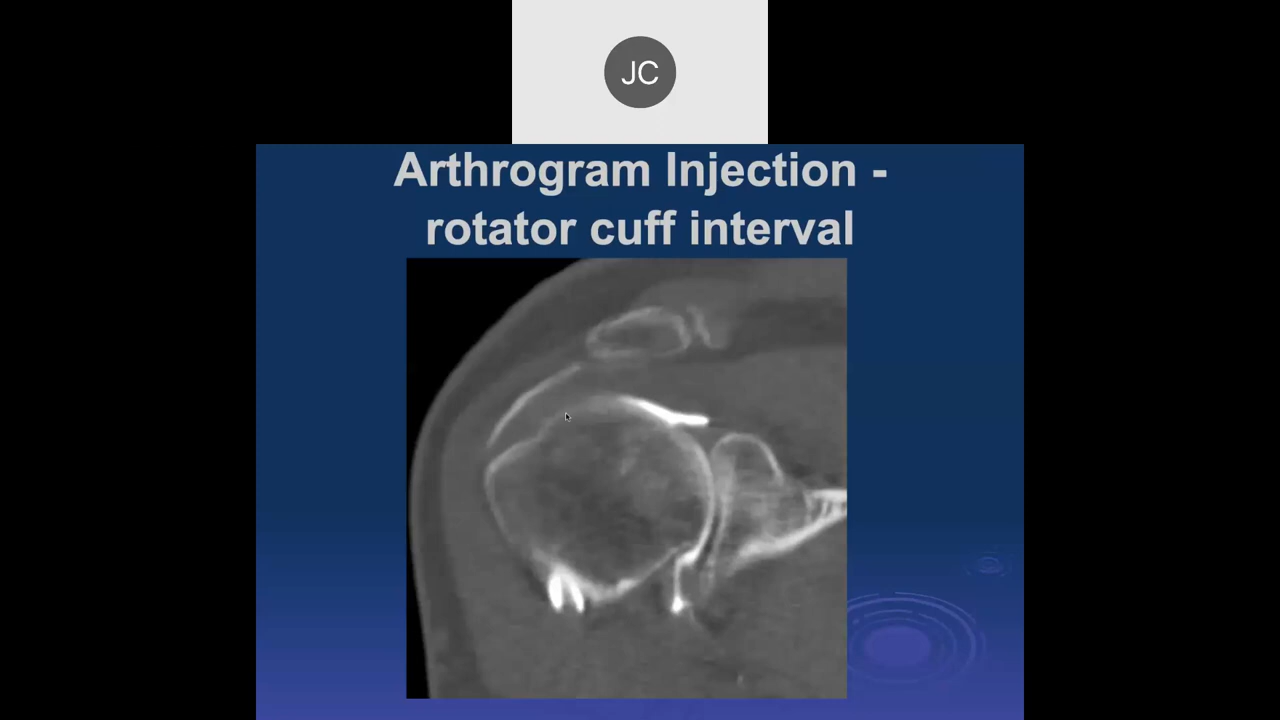 JC
Arthrogram Injection -
rotator cuff interval